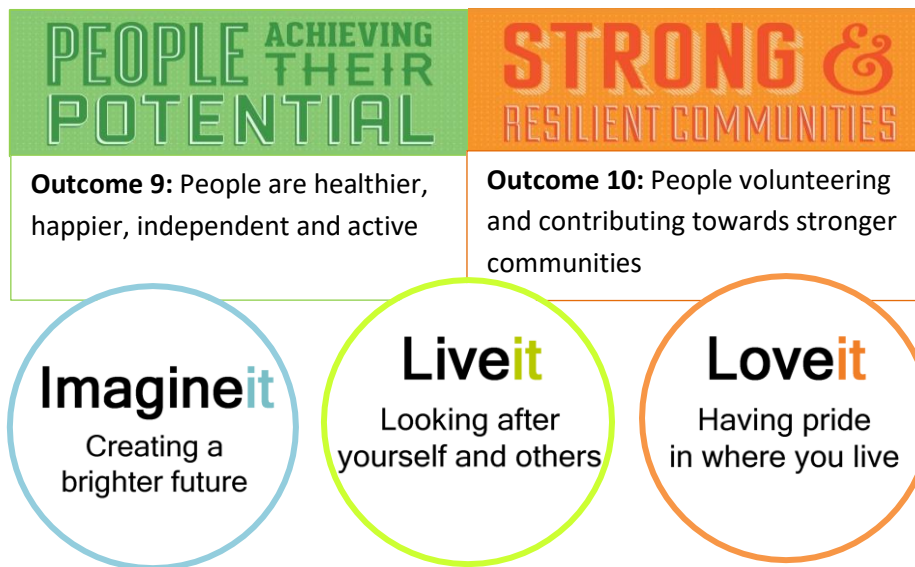 PEOPLE ACHIEVING THEIR
POTENTIAL
STRONG &
RESILIENT COMMUNITIES
Outcome 9: People are healthier,
happier, independent and active
Outcome 10: People volunteering
and contributing towards stronger
communities
Imagineit
Creating a
brighter future
Liveit
Looking after
yourself and others
Loveit
Having pride
in where you live